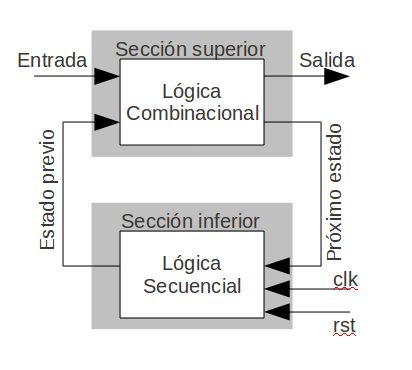 Sección superior
Entrada
Salida
Lógica
Combinacional
Estado previo
Próximo estado
Sección inferior
Lógica
Secuencial
clk
rst